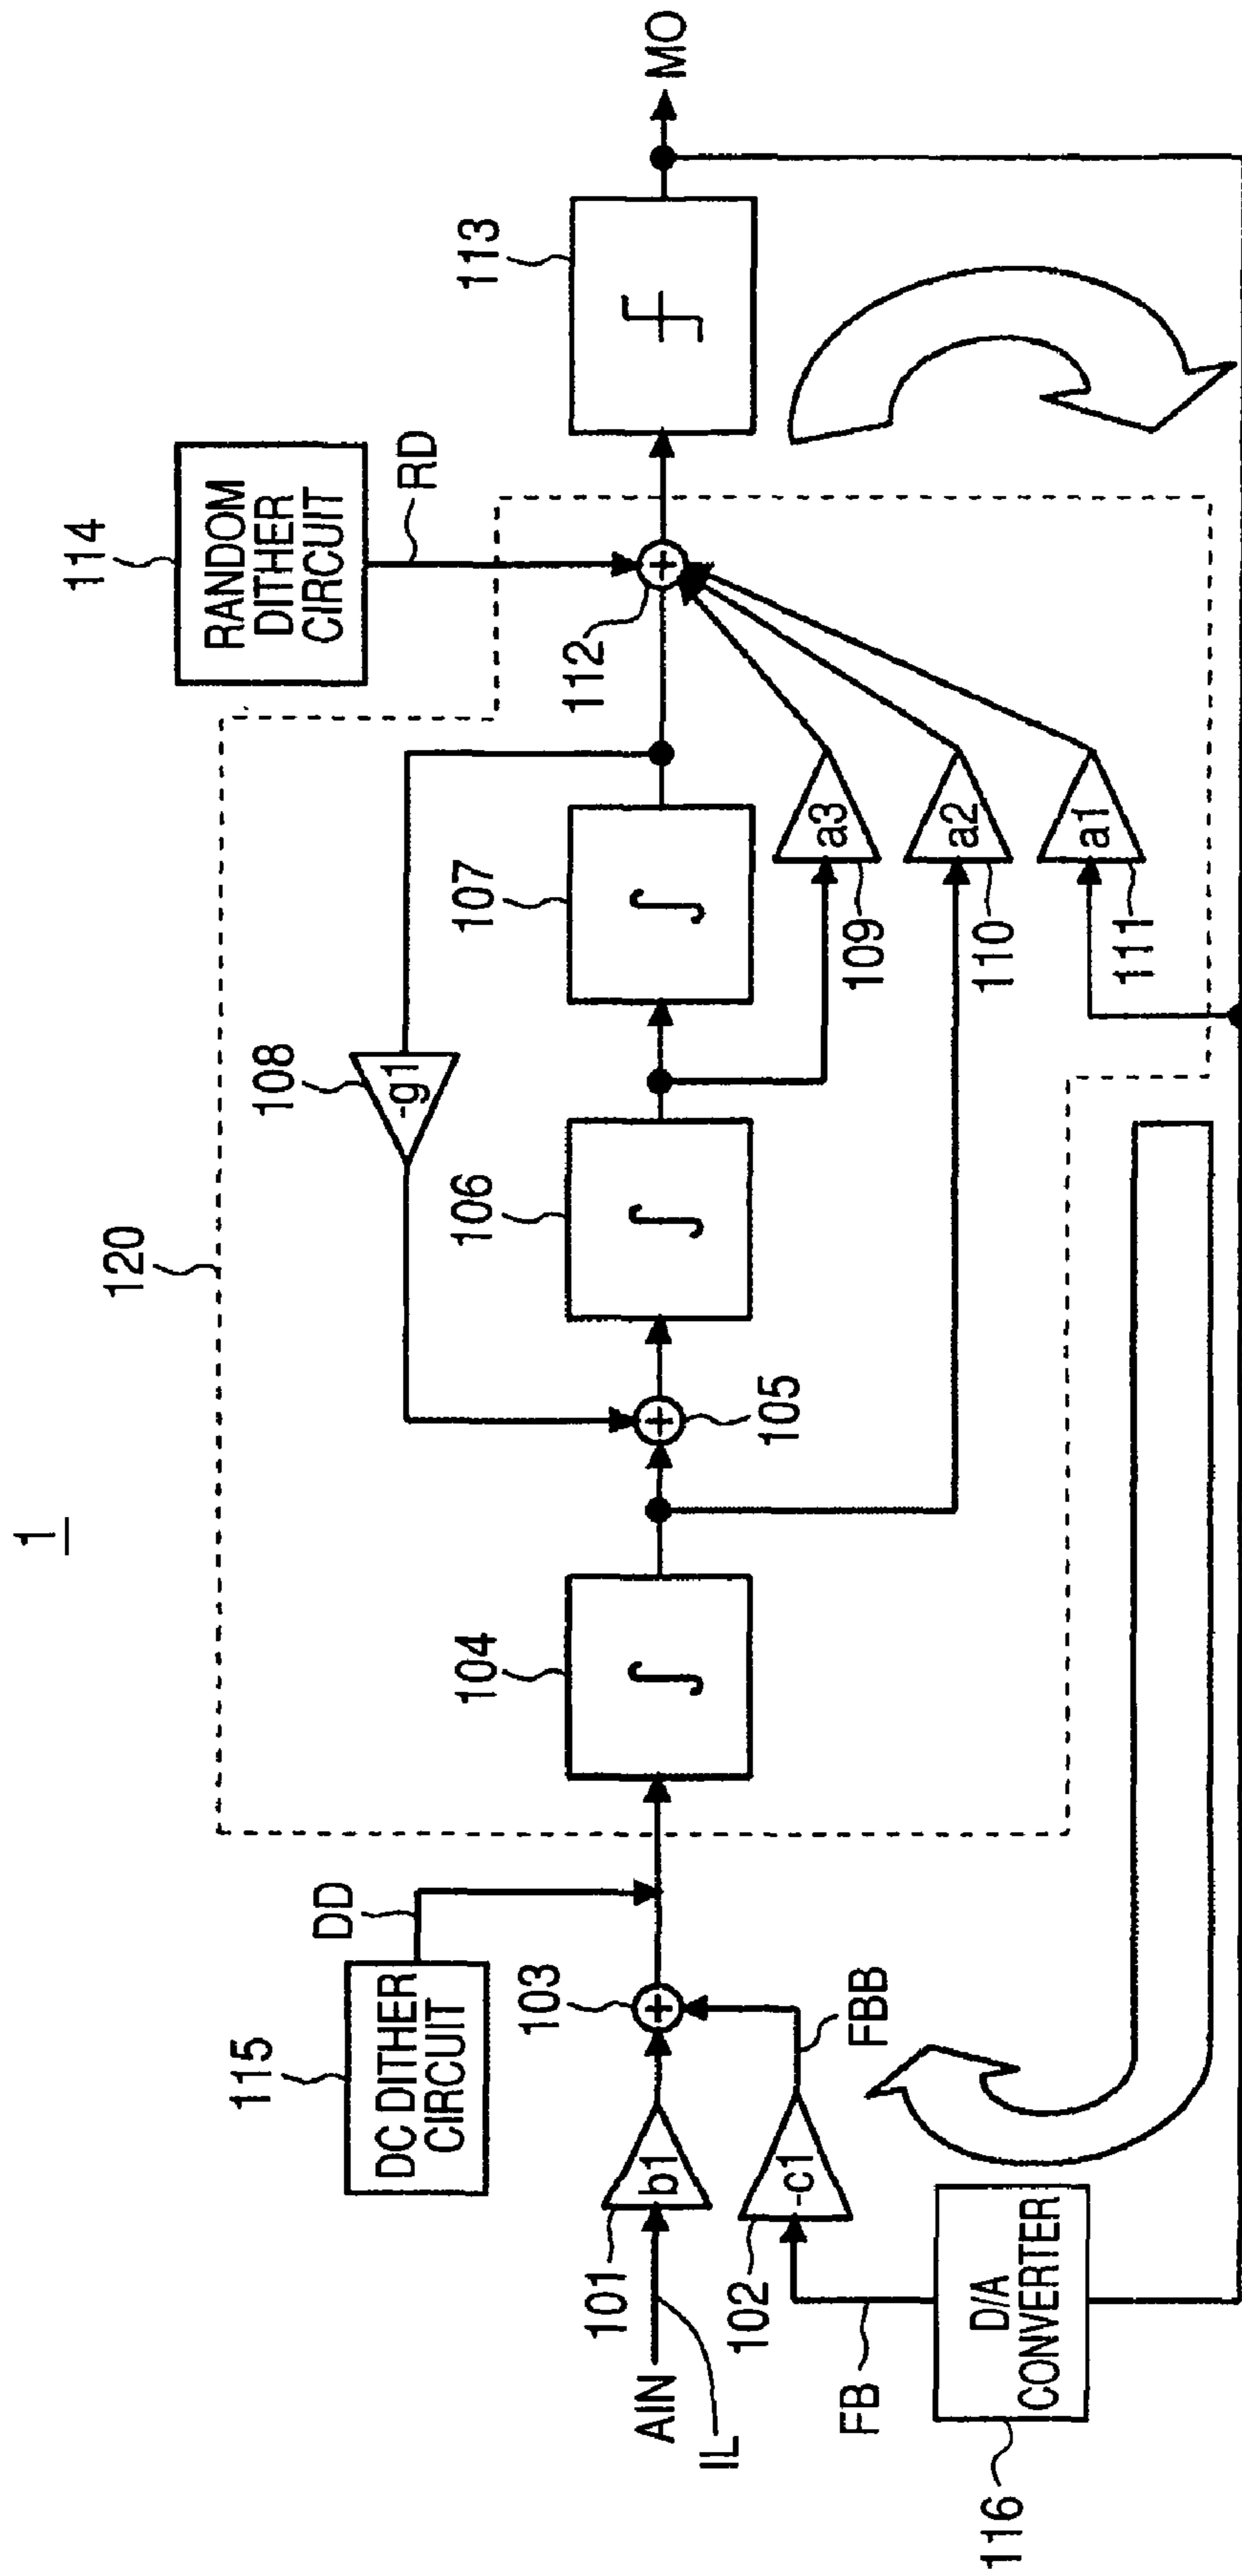 1
120
114
RANDOM
DITHER
CIRCUIT
RD
115
DC DITHER
CIRCUIT
DD
108
-g1
103
104
∫
105
+
106
∫
107
∫
112
+
113
MO
101
b1
+
AIN
IL
102
-c1
FBB
FB
116
D/A
CONVERTER
a3
109
a2
110
a1
111